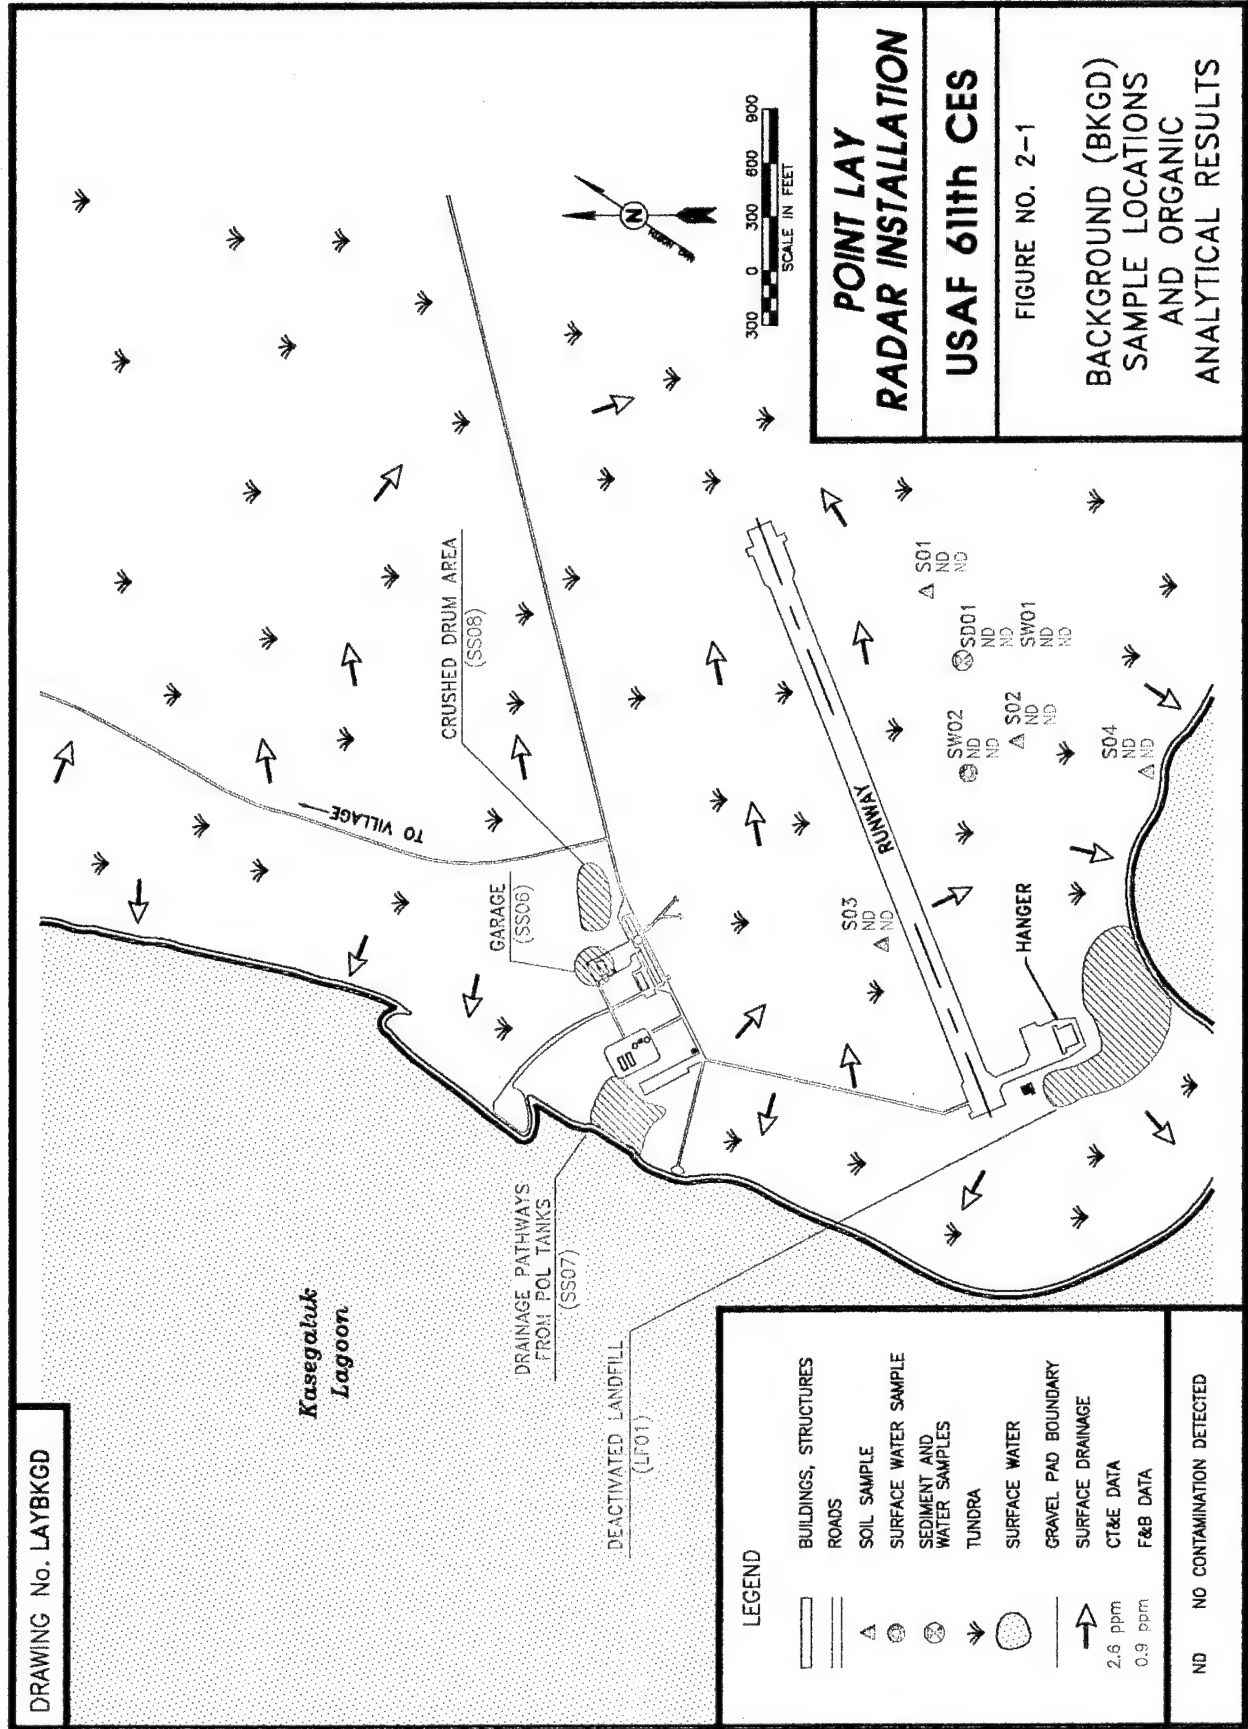 DRAWING No. LAYBKGD
Kasegaluk
Lagoon
TO VILLAGE
CRUSHED DRUM AREA
(SS08)
GARAGE
(SS06)
DRAINAGE PATHWAYS
FROM POL TANKS
(SS07)
DEACTIVATED LANDFILL
(LF01)
RUNWAY
HANGER
S03
ND
ND
SW02
ND
ND
S02
ND
ND
S04
ND
ND
SD01
ND
ND
SW01
ND
ND
S01
ND
ND
N
300 0 300 600 900
SCALE IN FEET
LEGEND
BUILDINGS, STRUCTURES
ROADS
SOIL SAMPLE
SURFACE WATER SAMPLE
SEDIMENT AND
WATER SAMPLES
TUNDRA
SURFACE WATER
GRAVEL PAD BOUNDARY
SURFACE DRAINAGE
2.6 ppm CT&E DATA
0.9 ppm F&B DATA
ND NO CONTAMINATION DETECTED
POINT LAY
RADAR INSTALLATION
USAF 611th CES
FIGURE NO. 2-1
BACKGROUND (BKGD)
SAMPLE LOCATIONS
AND ORGANIC
ANALYTICAL RESULTS